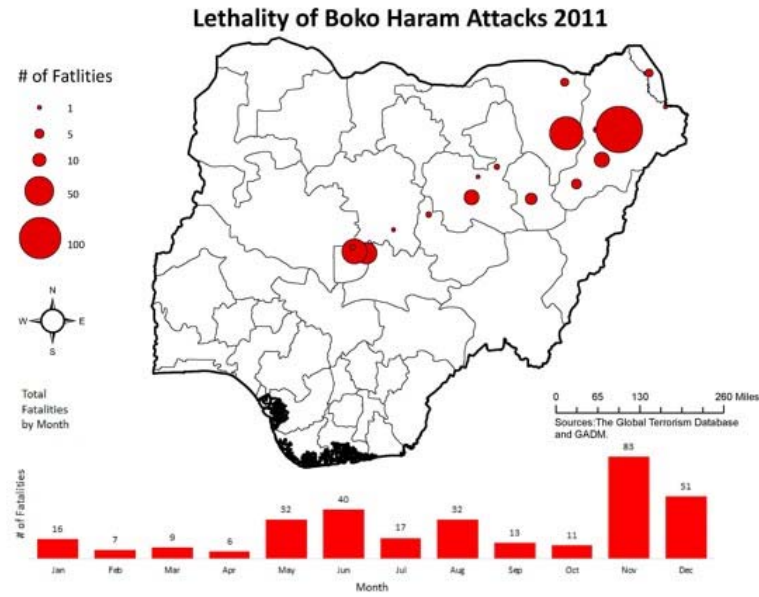 Lethality of Boko Haram Attacks 2011
# of Fatlities
1
5
10
50
100
N
W E
S
Total
Fatalities
by Month
0 65 130 260 Miles
Sources:The Global Terrorism Database
and GADM.
# of Fatalities
16 7 9 6 32 40 17 32 13 11 83 51
Jan Feb Mar Apr May Jun Jul Aug Sep Oct Nov Dec
Month